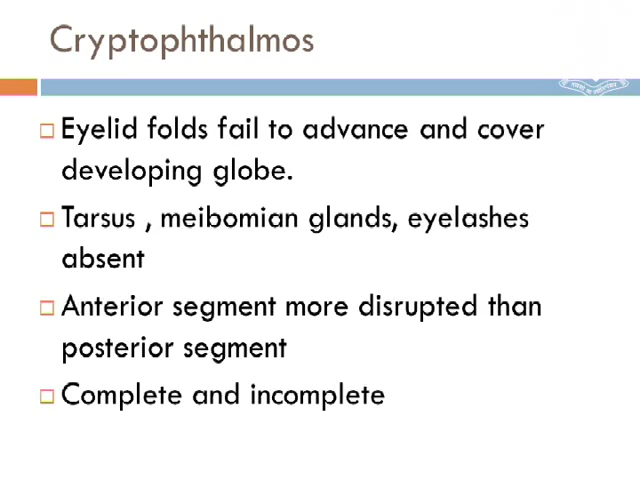 Cryptophthalmos
Eyelid folds fail to advance and cover
developing globe.
Tarsus , meibomian glands, eyelashes
absent
Anterior segment more disrupted than
posterior segment
Complete and incomplete